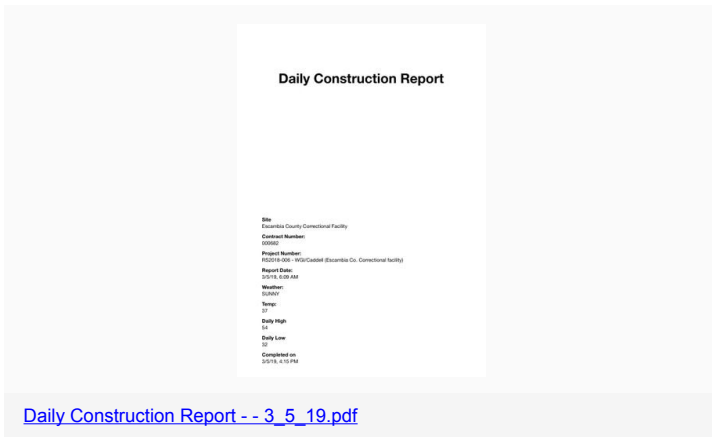 Daily Construction Report
Site
Escambia County Correctional Facility
Contract Number:
000682
Project Number:
RS2019-006 - WGI/Caddell (Escambia Co. Correctional facility)
Report Date:
3/5/19, 6:09 AM
Weather:
SUNNY
Temp:
37
Daily High
54
Daily Low
32
Completed on
3/5/19, 4:15 PM
Daily Construction Report - - 3_5_19.pdf